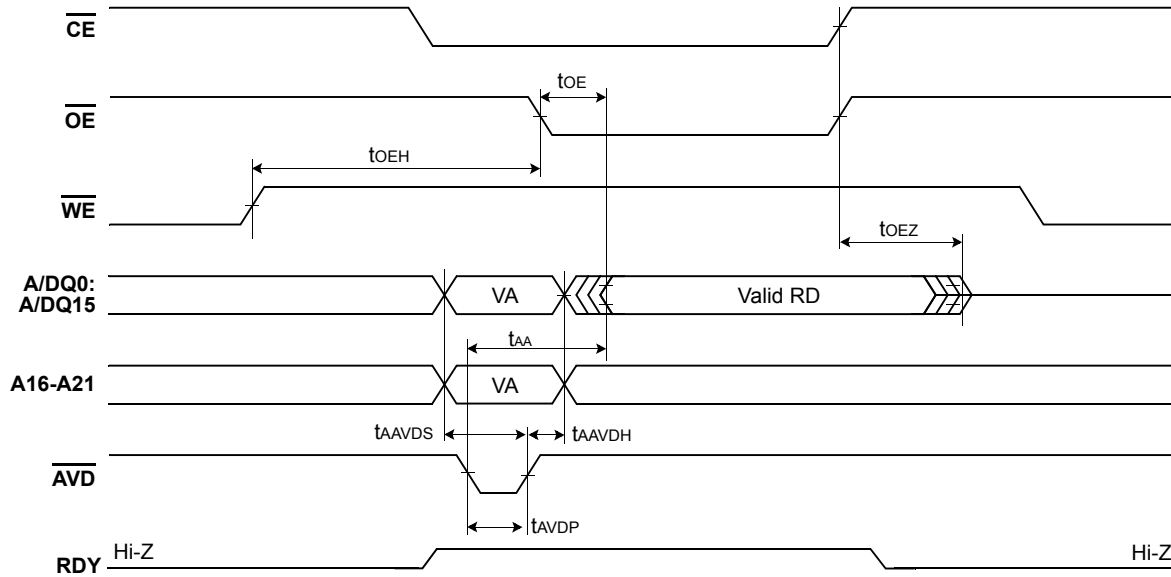 CE
tOE
OE
tOEH
WE
tOEZ
A/DQ0:
A/DQ15
VA
Valid RD
tAA
A16-A21
VA
tAAVDS
tAAVDH
AVD
tAVDP
Hi-Z
Hi-Z
RDY